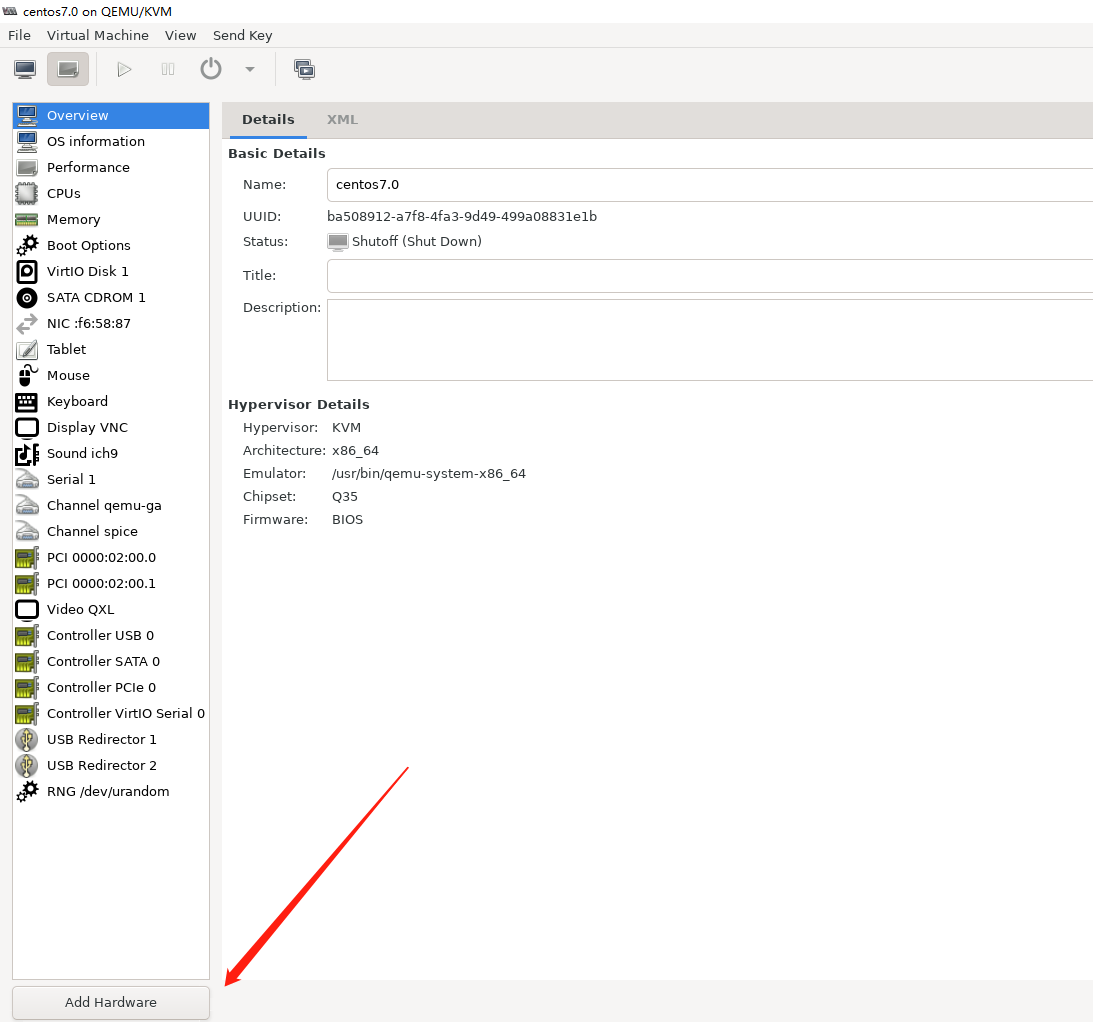 centos7.0 on QEMU/KVM
File Virtual Machine View Send Key
Overview
OS information
Performance
CPUs
Memory
Boot Options
VirtIO Disk 1
SATA CDROM 1
NIC :f6:58:87
Tablet
Mouse
Keyboard
Display VNC
Sound ich9
Serial 1
Channel qemu-ga
Channel spice
PCI 0000:02:00.0
PCI 0000:02:00.1
Video QXL
Controller USB 0
Controller SATA 0
Controller PCIe 0
Controller VirtIO Serial 0
USB Redirector 1
USB Redirector 2
RNG /dev/urandom
Add Hardware
Details XML
Basic Details
Name: centos7.0
UUID: ba508912-a7f8-4fa3-9d49-499a08831e1b
Status: Shutoff (Shut Down)
Title:
Description:
Hypervisor Details
Hypervisor: KVM
Architecture: x86_64
Emulator: /usr/bin/qemu-system-x86_64
Chipset: Q35
Firmware: BIOS